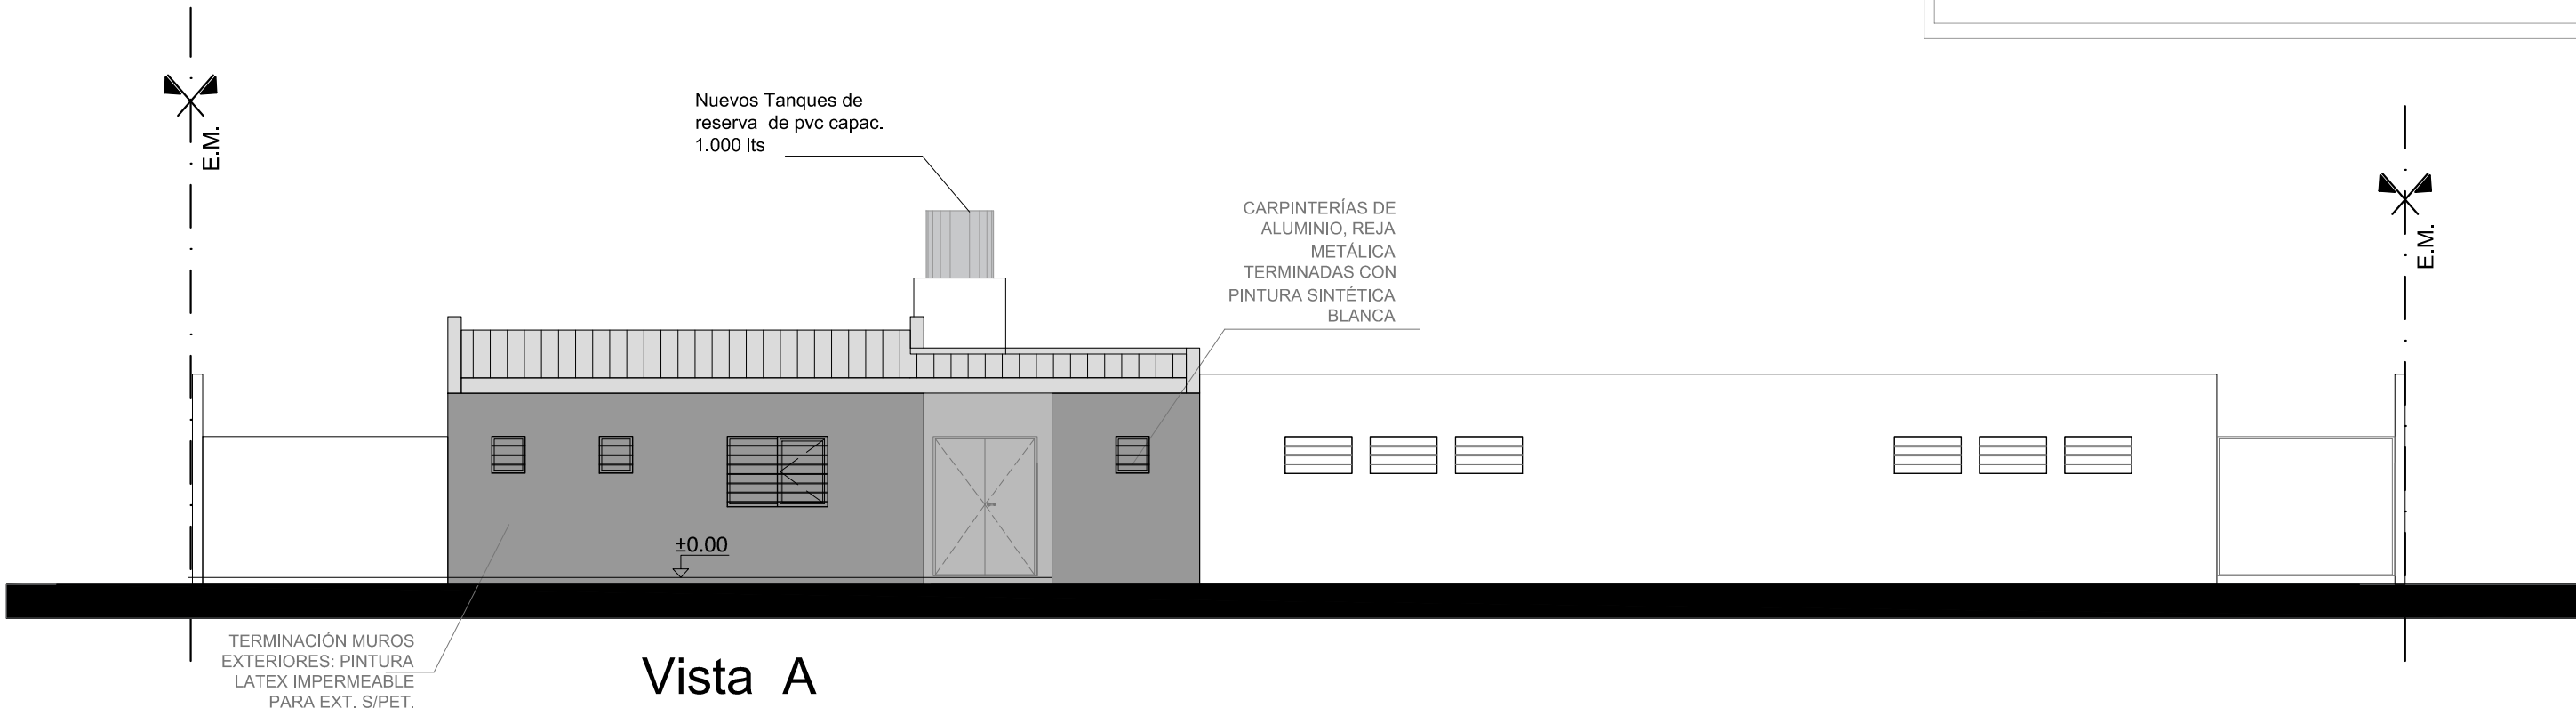 E.M.
Nuevos Tanques de
reserva de pvc capac.
1.000 lts
CARPINTERÍAS DE
ALUMINIO, REJA
METÁLICA
TERMINADAS CON
PINTURA SINTÉTICA
BLANCA
E.M.
±0.00
TERMINACIÓN MUROS
EXTERIORES: PINTURA
LATEX IMPERMEABLE
PARA EXT. S/PET.
Vista A